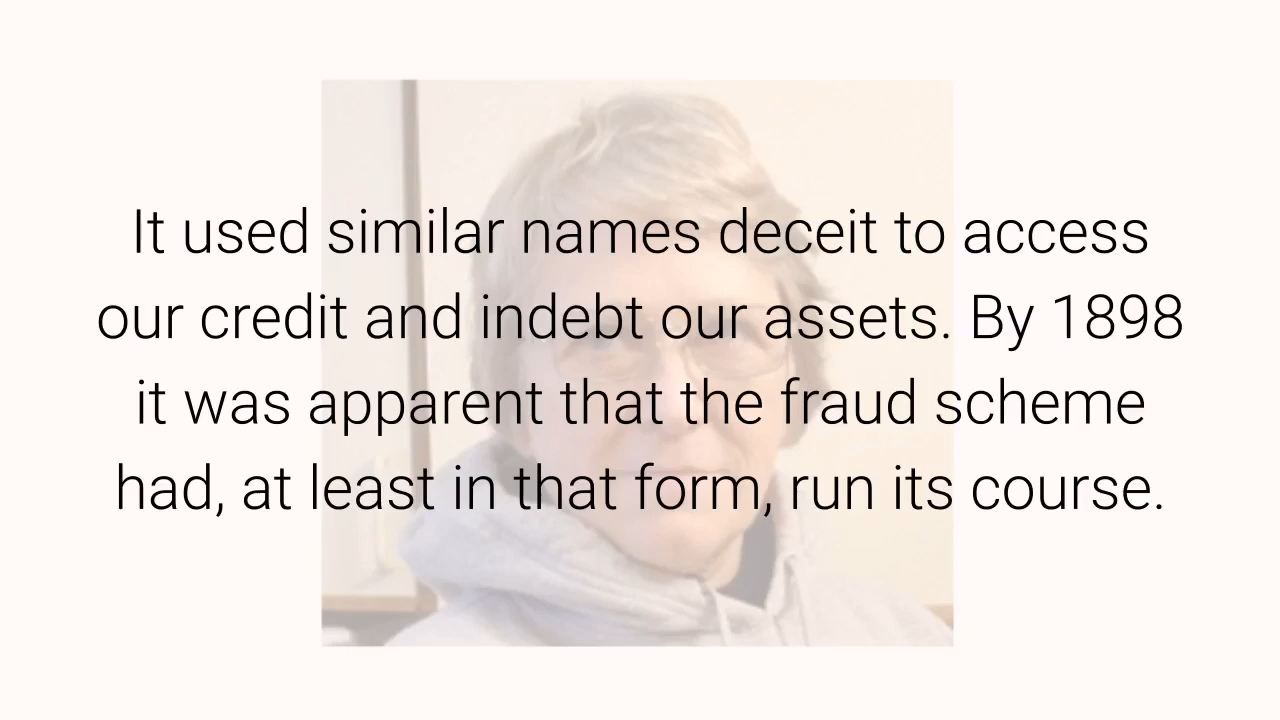 It used similar names deceit to access
our credit and indebt our assets. By 1898
it was apparent that the fraud scheme
had, at least in that form, run its course.